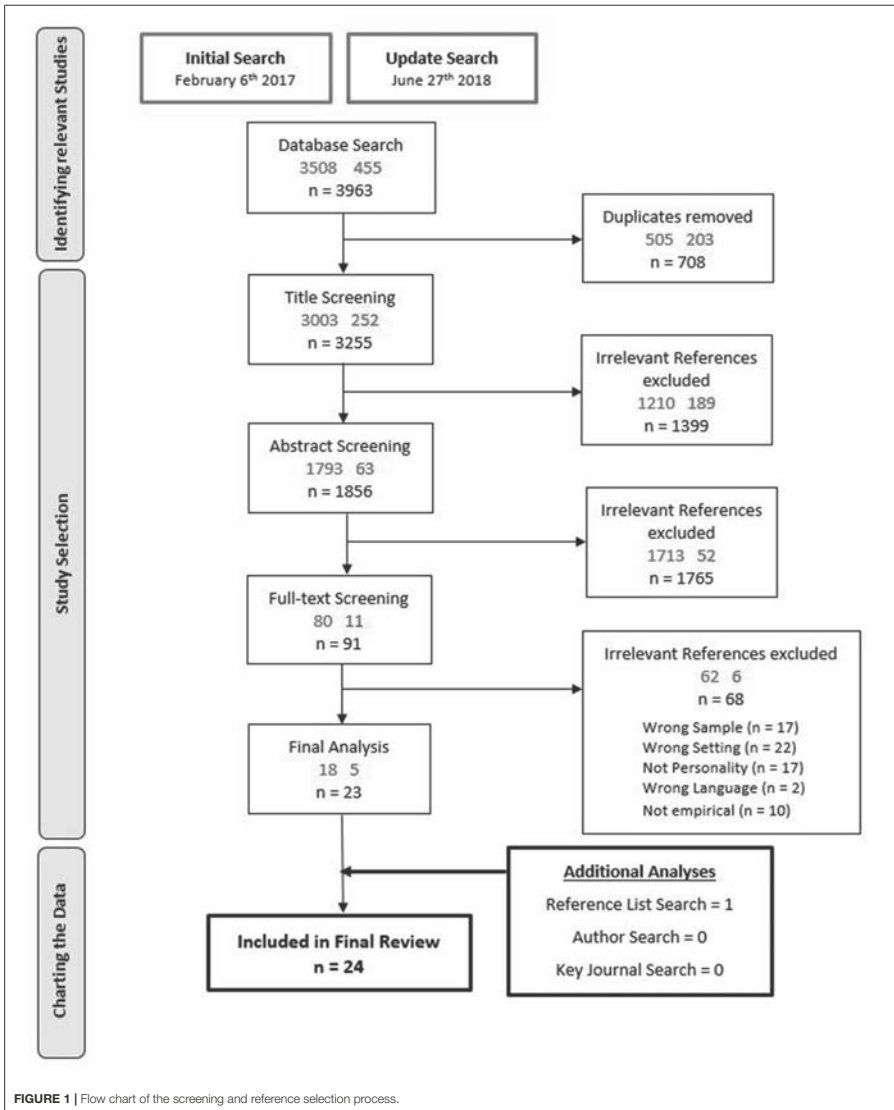 Identifying relevant Studies
Initial Search
February 6th 2017
Update Search
June 27th 2018
Database Search
3508 455
n = 3963
Duplicates removed
505 203
n = 708
Study Selection
Title Screening
3003 252
n = 3255
Irrelevant References
excluded
1210 189
n = 1399
Abstract Screening
1793 63
n = 1856
Irrelevant References
excluded
1713 52
n = 1765
Full-text Screening
80 11
n = 91
Irrelevant References excluded
62 6
n = 68
Wrong Sample (n = 17)
Wrong Setting (n = 22)
Not Personality (n = 17)
Wrong Language (n = 2)
Not empirical (n = 10)
Final Analysis
18 5
n = 23
Charting the Data
Additional Analyses
Reference List Search = 1
Author Search = 0
Key Journal Search = 0
Included in Final Review
n = 24
FIGURE 1 | Flow chart of the screening and reference selection process.